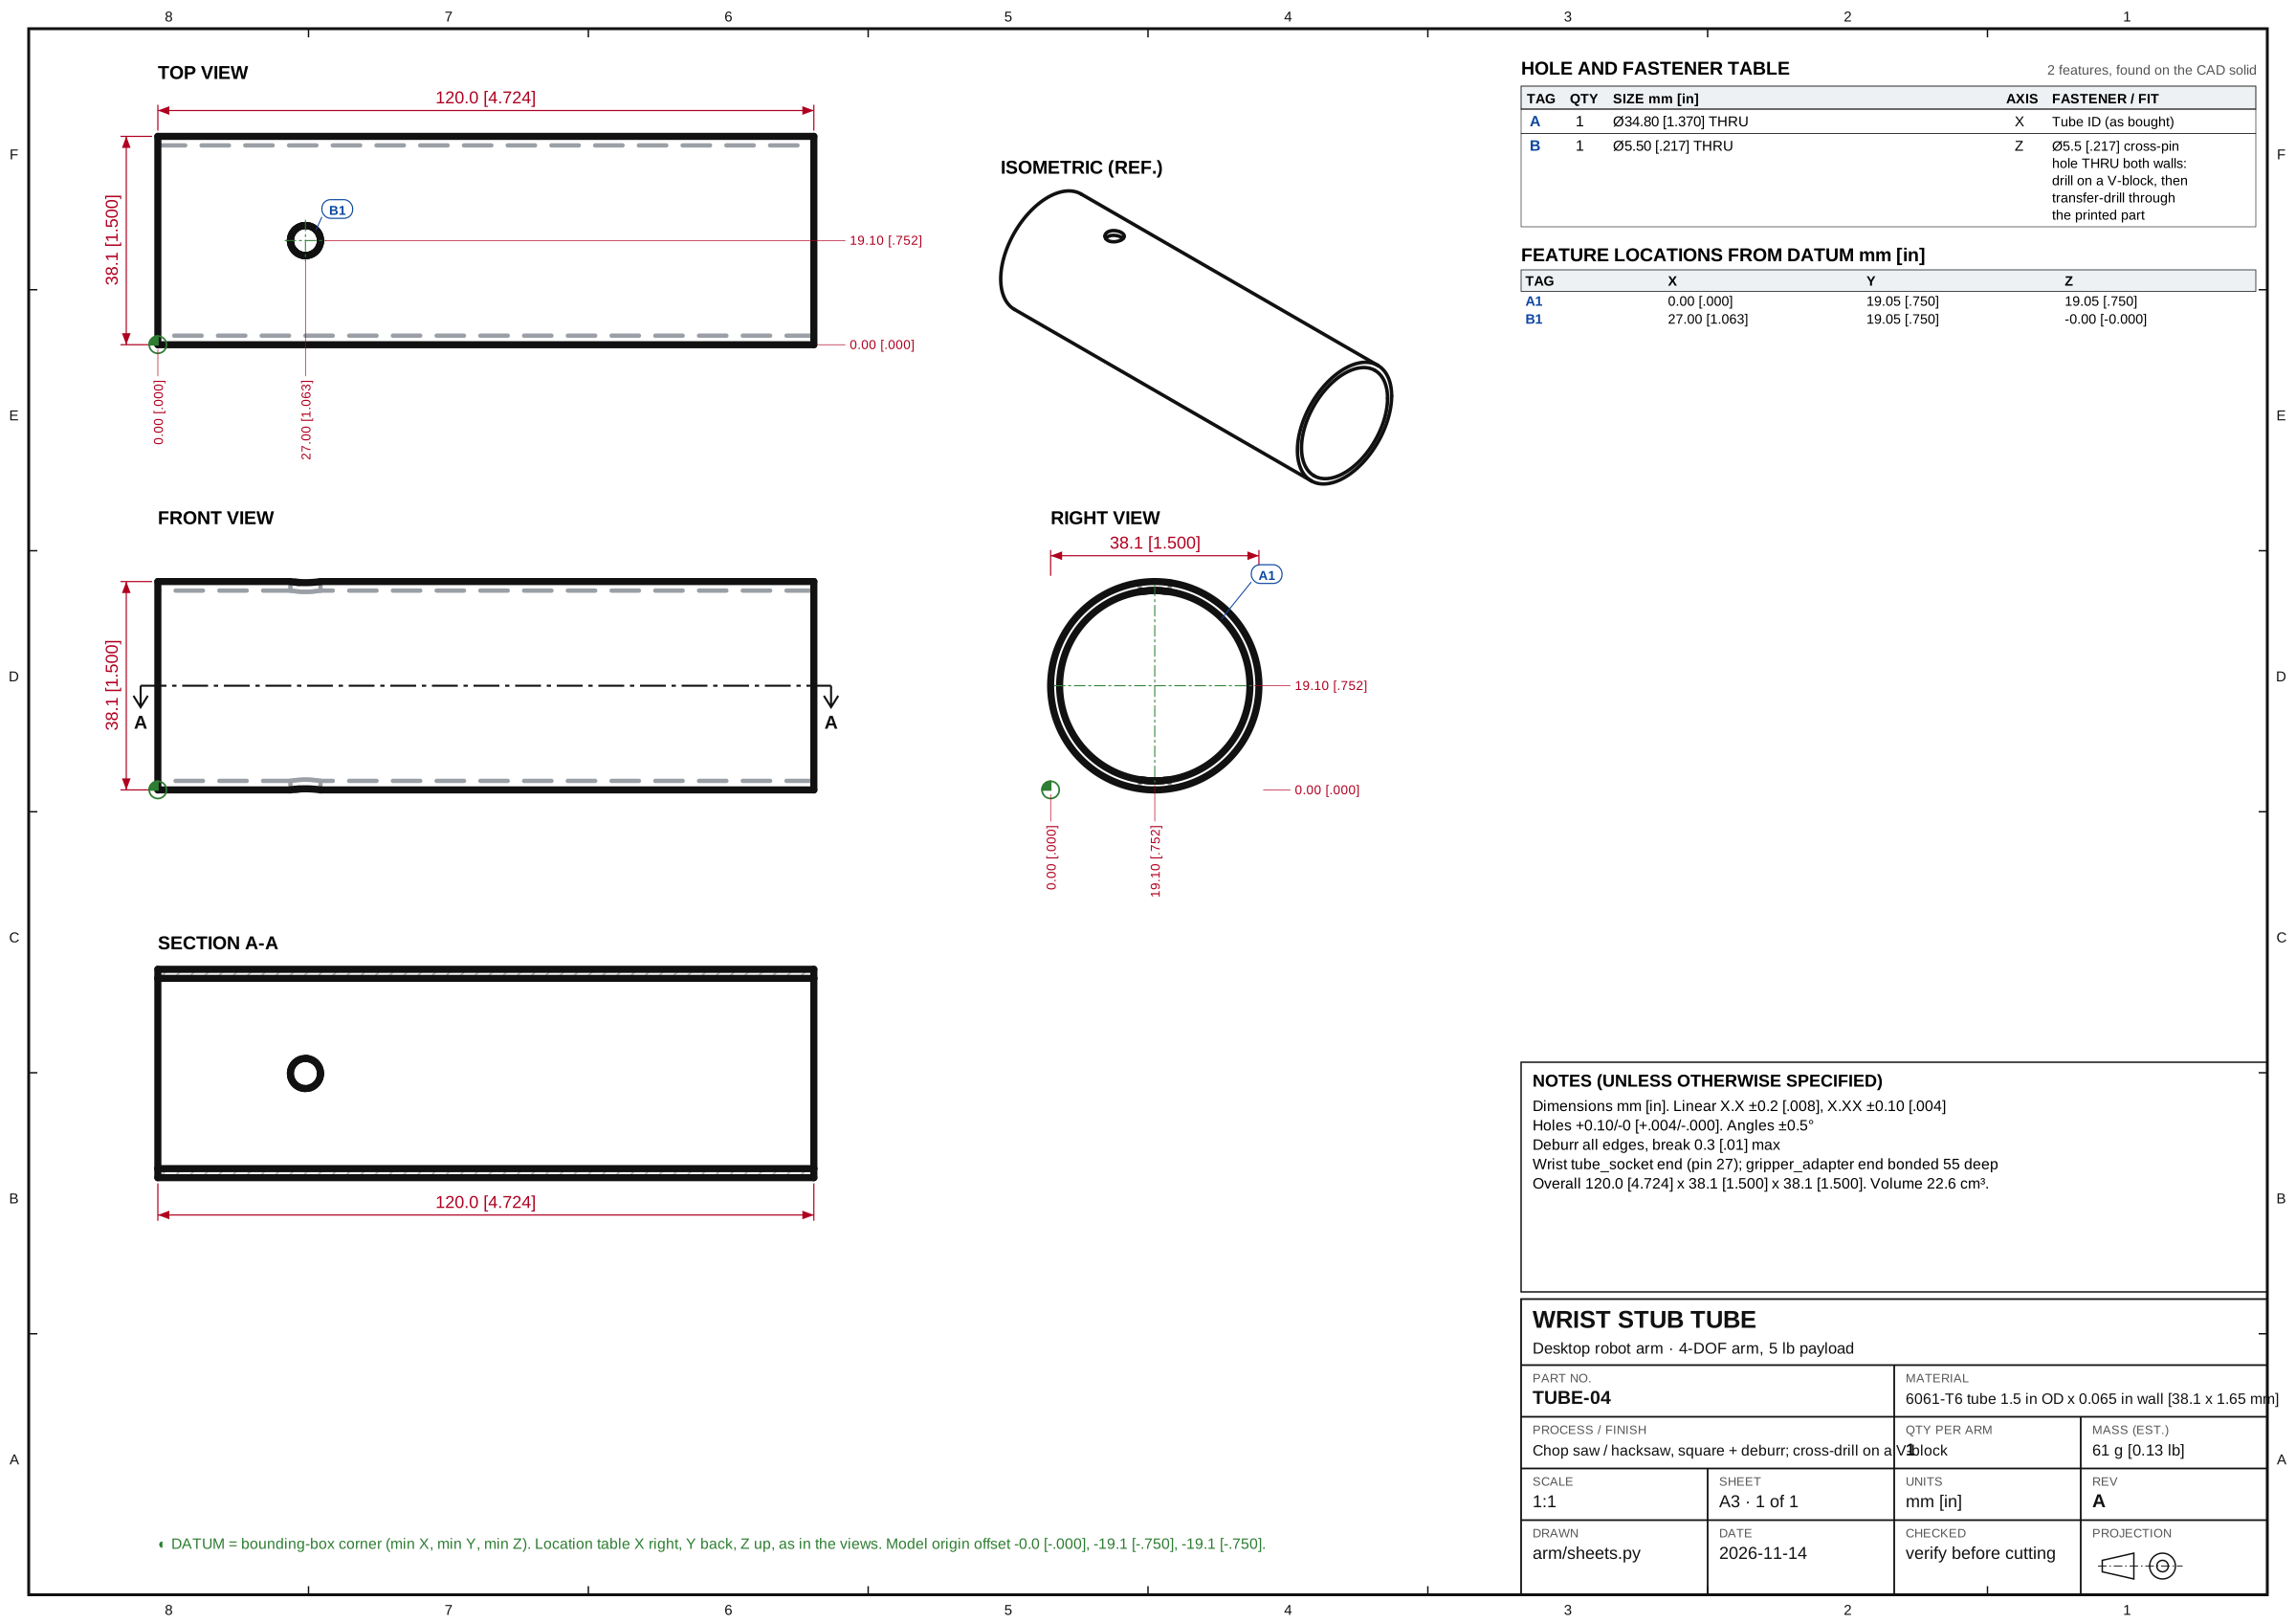 8 7 6 5 4 3 2 1
TOP VIEW
120.0 [4.724]
38.1 [1.500]
B1
19.10 [.752]
0.00 [.000]
0.00 [.000]
27.00 [1.063]
ISOMETRIC (REF.)
HOLE AND FASTENER TABLE
2 features, found on the CAD solid
TAG QTY SIZE mm [in] AXIS FASTENER / FIT
A 1 Ø34.80 [1.370] THRU X Tube ID (as bought)
B 1 Ø5.50 [.217] THRU Z Ø5.5 [.217] cross-pin
hole THRU both walls:
drill on a V-block, then
transfer-drill through
the printed part
FEATURE LOCATIONS FROM DATUM mm [in]
TAG X Y Z
A1 0.00 [.000] 19.05 [.750] 19.05 [.750]
B1 27.00 [1.063] 19.05 [.750] -0.00 [-0.000]
F F
E E
D D
C C
B B
A A
FRONT VIEW
38.1 [1.500]
A A
RIGHT VIEW
38.1 [1.500]
A1
19.10 [.752]
0.00 [.000]
0.00 [.000]
19.10 [.752]
SECTION A-A
120.0 [4.724]
NOTES (UNLESS OTHERWISE SPECIFIED)
Dimensions mm [in]. Linear X.X ±0.2 [.008], X.XX ±0.10 [.004]
Holes +0.10/-0 [+.004/-.000]. Angles ±0.5°
Deburr all edges, break 0.3 [.01] max
Wrist tube_socket end (pin 27); gripper_adapter end bonded 55 deep
Overall 120.0 [4.724] x 38.1 [1.500] x 38.1 [1.500]. Volume 22.6 cm³.
WRIST STUB TUBE
Desktop robot arm · 4-DOF arm, 5 lb payload
PART NO.
TUBE-04
MATERIAL
6061-T6 tube 1.5 in OD x 0.065 in wall [38.1 x 1.65 mm]
PROCESS / FINISH
Chop saw / hacksaw, square + deburr; cross-drill on a V-block
QTY PER ARM
1
MASS (EST.)
61 g [0.13 lb]
SCALE
1:1
SHEET
A3 · 1 of 1
UNITS
mm [in]
REV
A
DRAWN
arm/sheets.py
DATE
2026-11-14
CHECKED
verify before cutting
PROJECTION
DATUM = bounding-box corner (min X, min Y, min Z). Location table X right, Y back, Z up, as in the views. Model origin offset -0.0 [-.000], -19.1 [-.750], -19.1 [-.750].
8 7 6 5 4 3 2 1